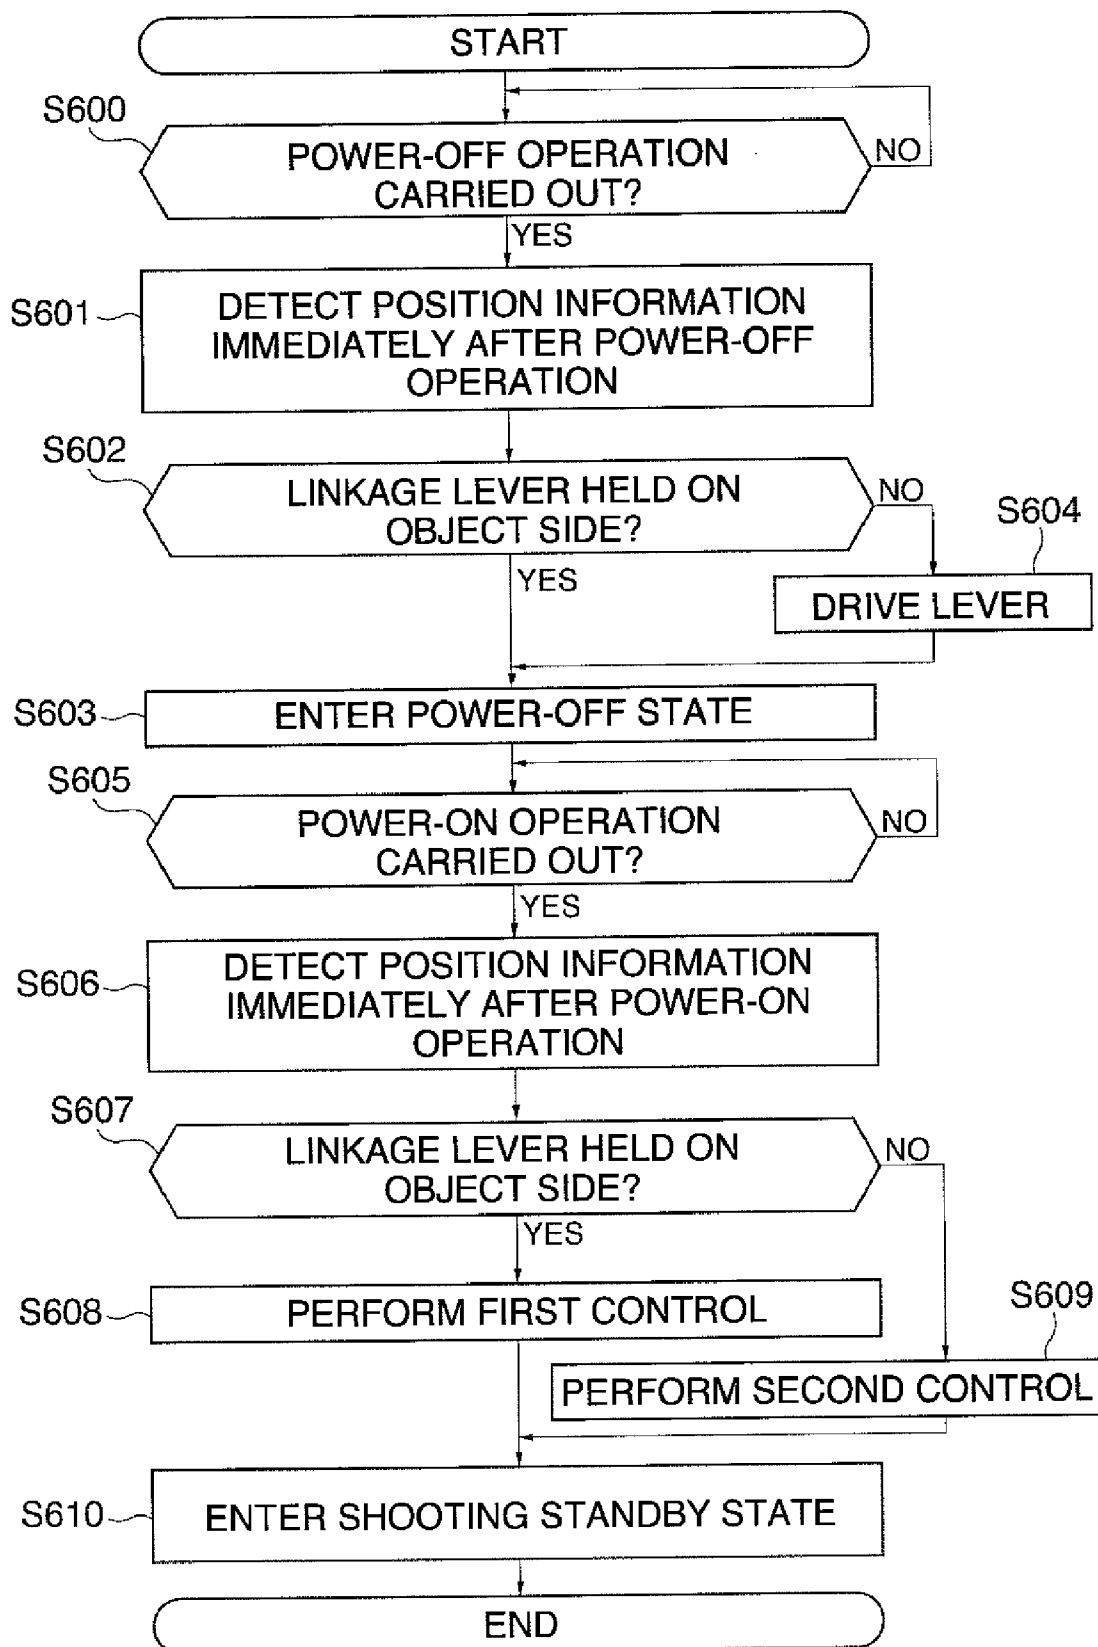 START
S600
POWER-OFF OPERATION
CARRIED OUT?
NO
YES
S601
DETECT POSITION INFORMATION
IMMEDIATELY AFTER POWER-OFF
OPERATION
S602
LINKAGE LEVER HELD ON
OBJECT SIDE?
NO
YES
S604
DRIVE LEVER
S603
ENTER POWER-OFF STATE
S605
POWER-ON OPERATION
CARRIED OUT?
NO
YES
S606
DETECT POSITION INFORMATION
IMMEDIATELY AFTER POWER-ON
OPERATION
S607
LINKAGE LEVER HELD ON
OBJECT SIDE?
NO
YES
S608
PERFORM FIRST CONTROL
S609
PERFORM SECOND CONTROL
S610
ENTER SHOOTING STANDBY STATE
END